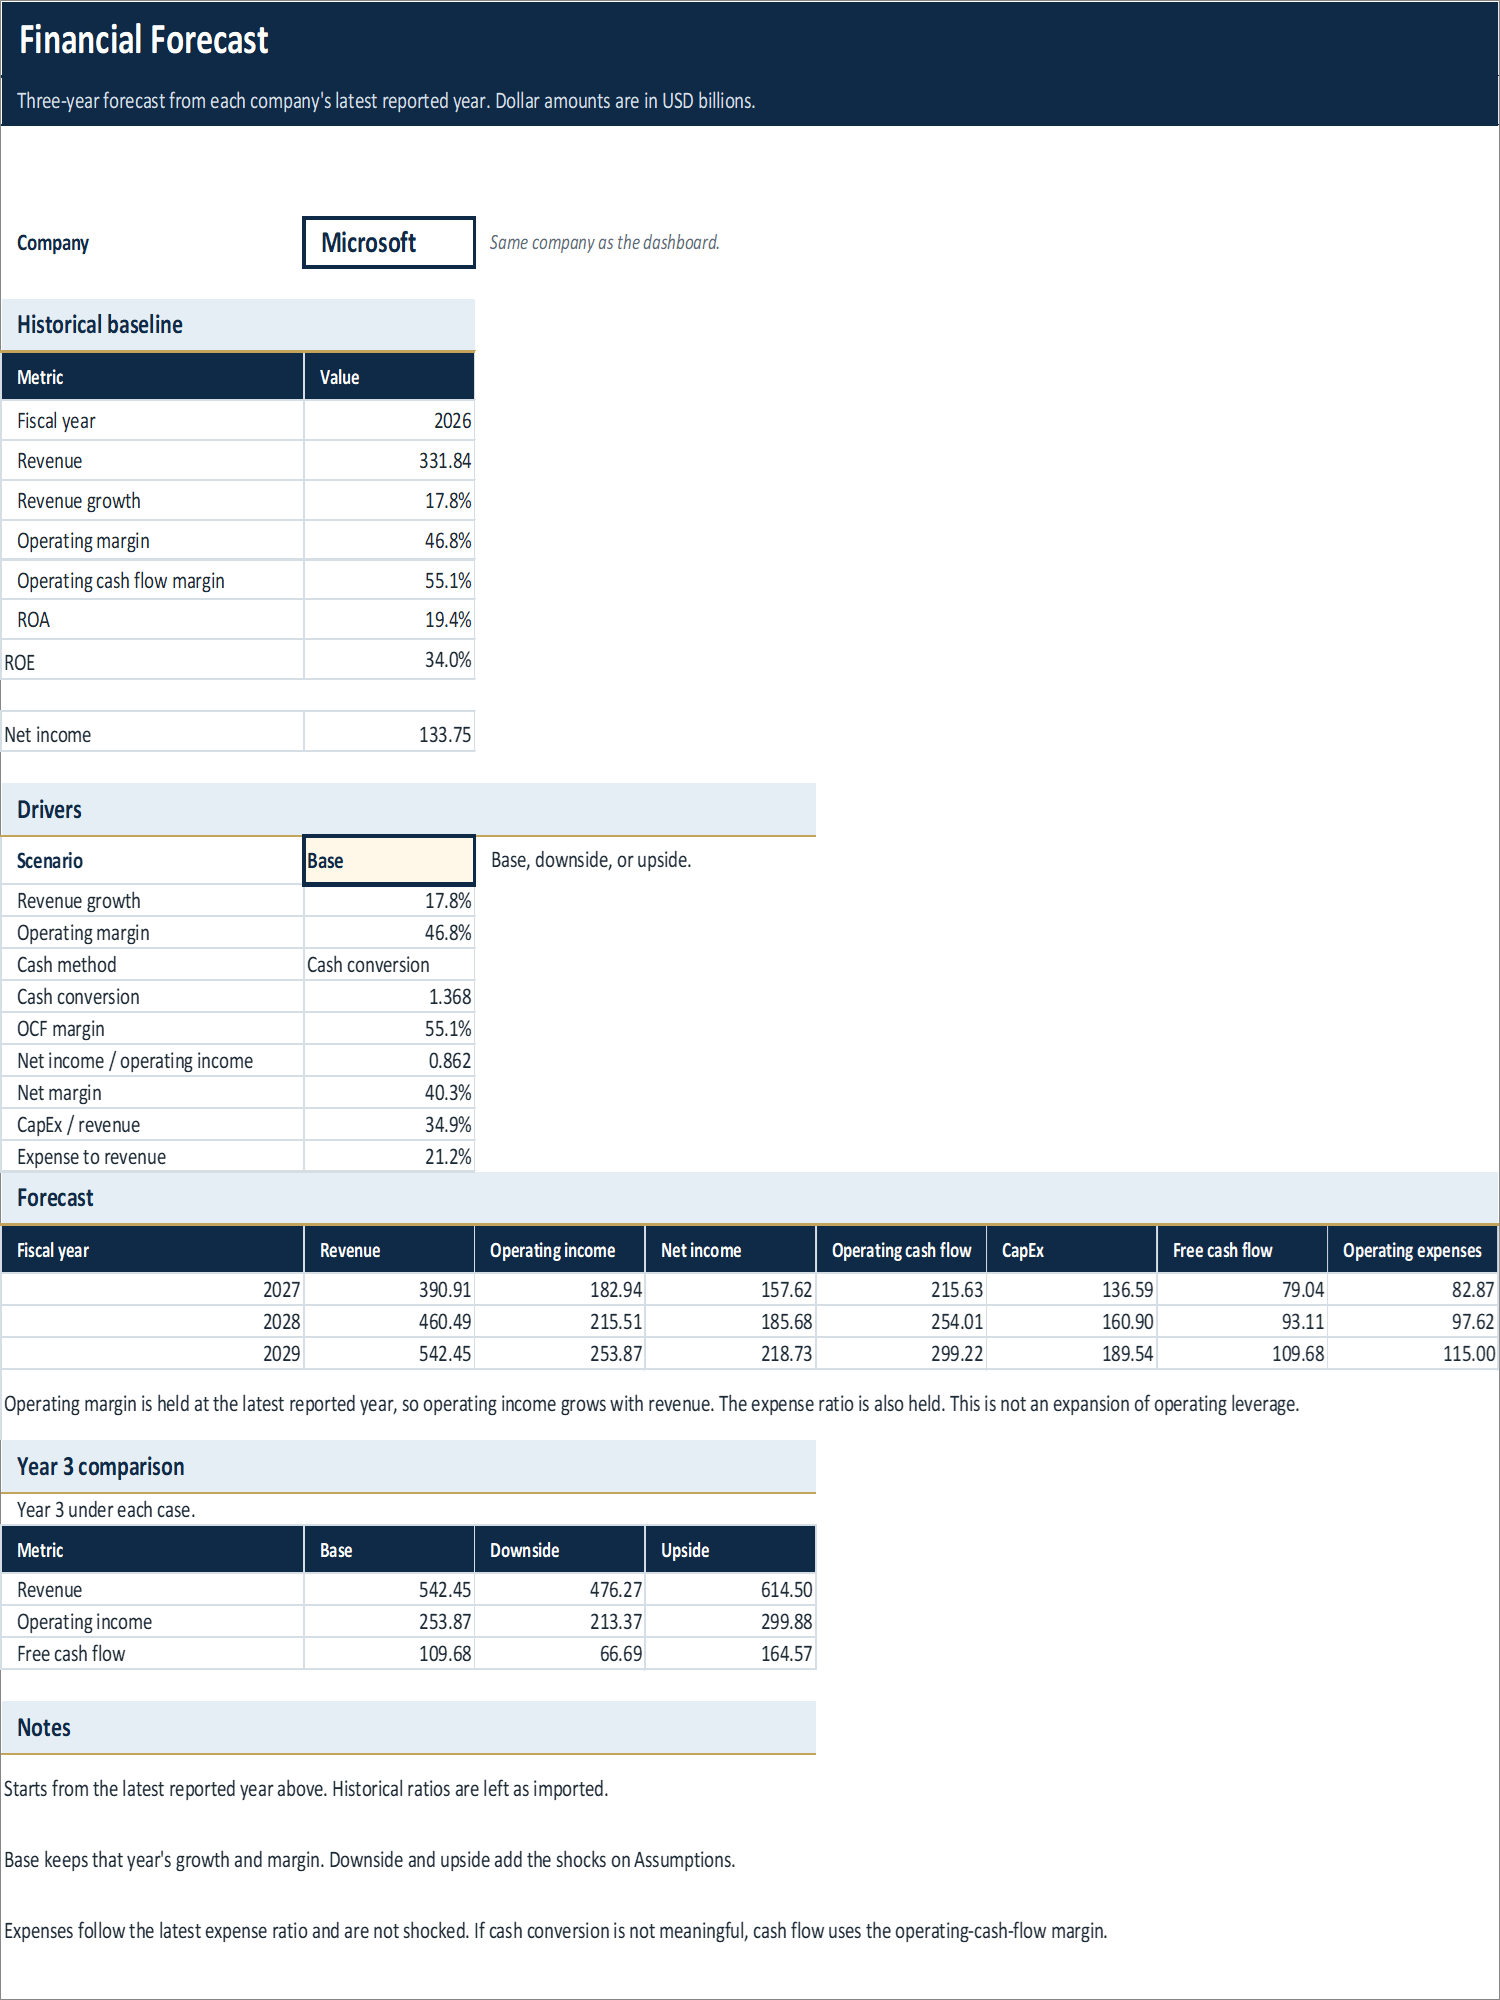 Financial Forecast
Three-year forecast from each company's latest reported year. Dollar amounts are in USD billions.
Company Microsoft Same company as the dashboard.
Historical baseline
Metric Value
Fiscal year 2026
Revenue 331.84
Revenue growth 17.8%
Operating margin 46.8%
Operating cash flow margin 55.1%
ROA 19.4%
ROE 34.0%
Net income 133.75
Drivers
Scenario Base Base, downside, or upside.
Revenue growth 17.8%
Operating margin 46.8%
Cash method Cash conversion
Cash conversion 1.368
OCF margin 55.1%
Net income / operating income 0.862
Net margin 40.3%
CapEx / revenue 34.9%
Expense to revenue 21.2%
Forecast
Fiscal year Revenue Operating income Net income Operating cash flow CapEx Free cash flow Operating expenses
2027 390.91 182.94 157.62 215.63 136.59 79.04 82.87
2028 460.49 215.51 185.68 254.01 160.90 93.11 97.62
2029 542.45 253.87 218.73 299.22 189.54 109.68 115.00
Operating margin is held at the latest reported year, so operating income grows with revenue. The expense ratio is also held. This is not an expansion of operating leverage.
Year 3 comparison
Year 3 under each case.
Metric Base Downside Upside
Revenue 542.45 476.27 614.50
Operating income 253.87 213.37 299.88
Free cash flow 109.68 66.69 164.57
Notes
Starts from the latest reported year above. Historical ratios are left as imported.
Base keeps that year's growth and margin. Downside and upside add the shocks on Assumptions.
Expenses follow the latest expense ratio and are not shocked. If cash conversion is not meaningful, cash flow uses the operating-cash-flow margin.